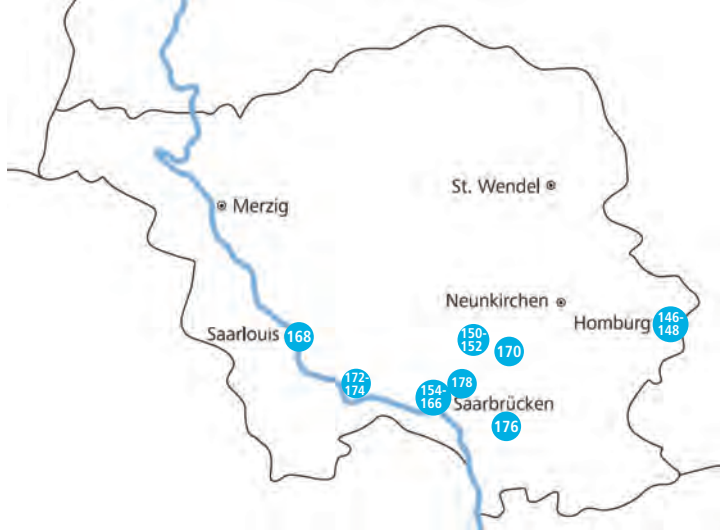 St. Wendel
Merzig
Neunkirchen
Homburg
146-
148
Saarlouis
168
150-
152
170
172-
174
178
154-
166
Saarbrücken
176